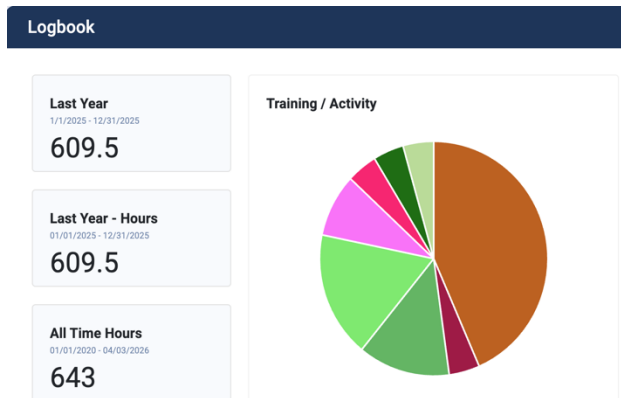 Logbook
Last Year
1/1/2025 - 12/31/2025
609.5
Last Year - Hours
01/01/2025 - 12/31/2025
609.5
All Time Hours
01/01/2020 - 04/03/2026
643
Training / Activity